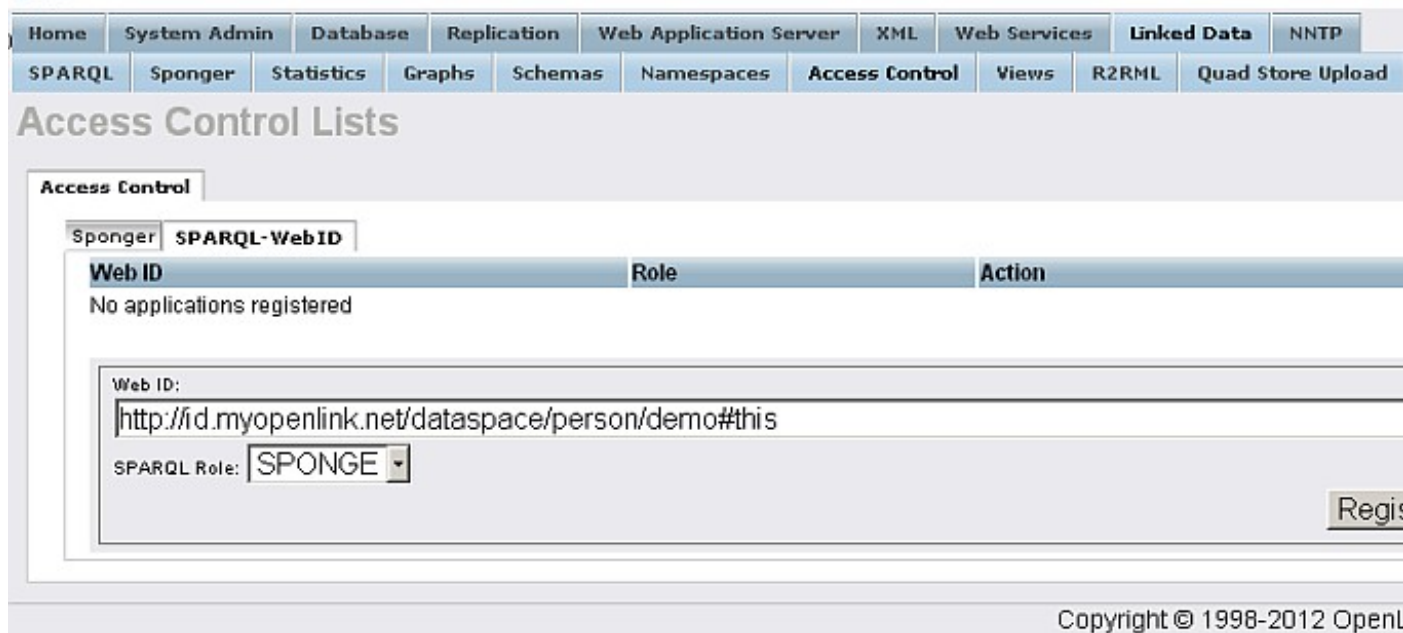 Home System Admin Database Replication Web Application Server XML Web Services Linked Data NNTP
SPARQL Sponger Statistics Graphs Schemas Namespaces Access Control Views R2RML Quad Store Upload
Access Control Lists
Access Control
Sponger SPARQL-WebID
Web ID Role Action
No applications registered
Web ID:
http://id.myopenlink.net/dataspace/person/demo#this
SPARQL Role: SPONGE
Regis
Copyright © 1998-2012 OpenL